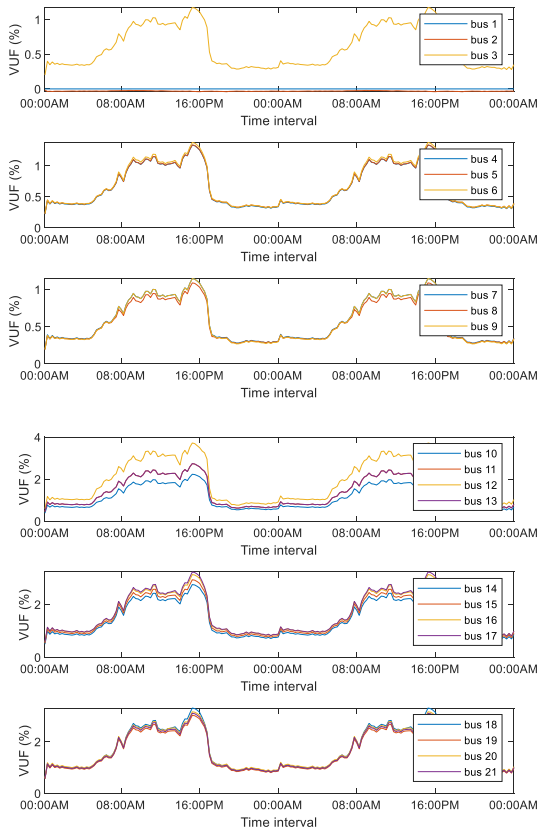 VUF (%)
1
0.5
0
bus 1
bus 2
bus 3
00:00AM 08:00AM 16:00PM 00:00AM 08:00AM 16:00PM 00:00AM
Time interval
VUF (%)
1
0.5
0
bus 4
bus 5
bus 6
00:00AM 08:00AM 16:00PM 00:00AM 08:00AM 16:00PM 00:00AM
Time interval
VUF (%)
1
0.5
0
bus 7
bus 8
bus 9
00:00AM 08:00AM 16:00PM 00:00AM 08:00AM 16:00PM 00:00AM
Time interval
VUF (%)
4
2
0
bus 10
bus 11
bus 12
bus 13
00:00AM 08:00AM 16:00PM 00:00AM 08:00AM 16:00PM 00:00AM
Time interval
VUF (%)
2
0
bus 14
bus 15
bus 16
bus 17
00:00AM 08:00AM 16:00PM 00:00AM 08:00AM 16:00PM 00:00AM
Time interval
VUF (%)
2
0
bus 18
bus 19
bus 20
bus 21
00:00AM 08:00AM 16:00PM 00:00AM 08:00AM 16:00PM 00:00AM
Time interval